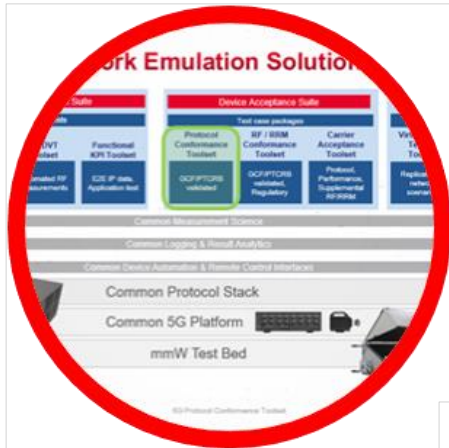 ork Emulation Solution
Suite
Device Acceptance Suite
Test case packages
DVT
Toolset
Functional
KPI Toolset
Protocol
Conformance
Toolset
RF / RRM
Conformance
Toolset
Carrier
Acceptance
Toolset
E2E IP data,
Application test
GCF/PTCRB
validated
GCF/PTCRB
validated,
Regulatory
Protocol,
Performance,
Supplemental
RF/RRM
Common Measurement Science
Common Logging & Result Analytics
Common Device Automation & Remote Control Interfaces
Common Protocol Stack
Common 5G Platform
mmW Test Bed
5G Protocol Conformance Toolset